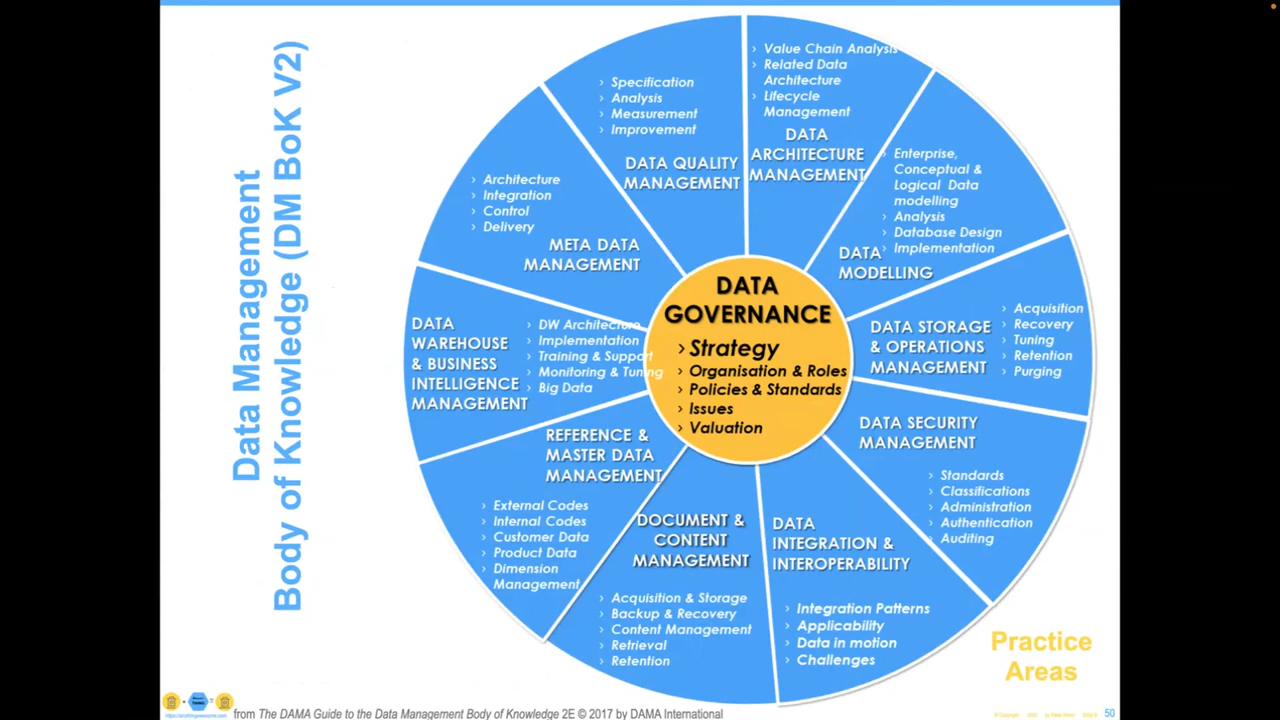 Data Management
Body of Knowledge (DM BoK V2)
› Value Chain Analysis
› Related Data
Architecture
› Lifecycle
Management
DATA
ARCHITECTURE
MANAGEMENT
› Enterprise,
Conceptual &
Logical Data
modelling
› Analysis
› Database Design
› Implementation
DATA
MODELLING
DATA STORAGE
& OPERATIONS
MANAGEMENT
› Acquisition
› Recovery
› Tuning
› Retention
› Purging
DATA SECURITY
MANAGEMENT
› Standards
› Classifications
› Administration
› Authentication
› Auditing
DATA
INTEGRATION &
INTEROPERABILITY
› Integration Patterns
› Applicability
› Data in motion
› Challenges
DOCUMENT &
CONTENT
MANAGEMENT
› Acquisition & Storage
› Backup & Recovery
› Content Management
› Retrieval
› Retention
REFERENCE &
MASTER DATA
MANAGEMENT
› External Codes
› Internal Codes
› Customer Data
› Product Data
› Dimension
Management
DATA
WAREHOUSE
& BUSINESS
INTELLIGENCE
MANAGEMENT
› DW Architecture
› Implementation
› Training & Support
› Monitoring & Tuning
› Big Data
› Architecture
› Integration
› Control
› Delivery
META DATA
MANAGEMENT
› Specification
› Analysis
› Measurement
› Improvement
DATA QUALITY
MANAGEMENT
DATA
GOVERNANCE
› Strategy
› Organisation & Roles
› Policies & Standards
› Issues
› Valuation
Practice
Areas
from The DAMA Guide to the Data Management Body of Knowledge 2E © 2017 by DAMA International
50